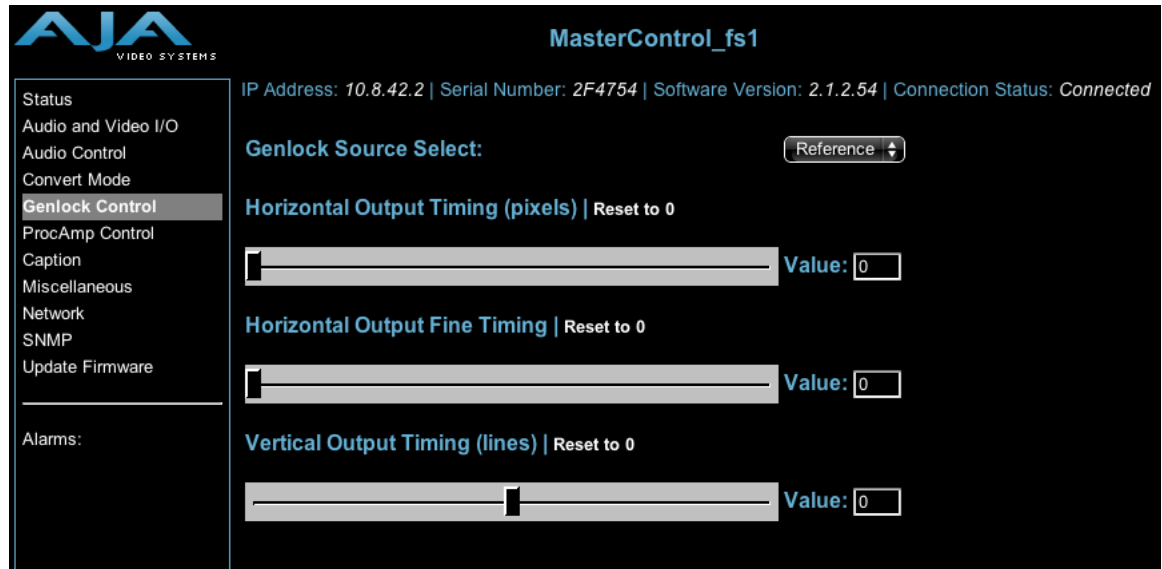 AJA
VIDEO SYSTEMS
MasterControl_fs1
IP Address: 10.8.42.2 | Serial Number: 2F4754 | Software Version: 2.1.2.54 | Connection Status: Connected
Status
Audio and Video I/O
Audio Control
Convert Mode
Genlock Control
ProcAmp Control
Caption
Miscellaneous
Network
SNMP
Update Firmware
Alarms:
Genlock Source Select: Reference
Horizontal Output Timing (pixels) | Reset to 0
Value: 0
Horizontal Output Fine Timing | Reset to 0
Value: 0
Vertical Output Timing (lines) | Reset to 0
Value: 0